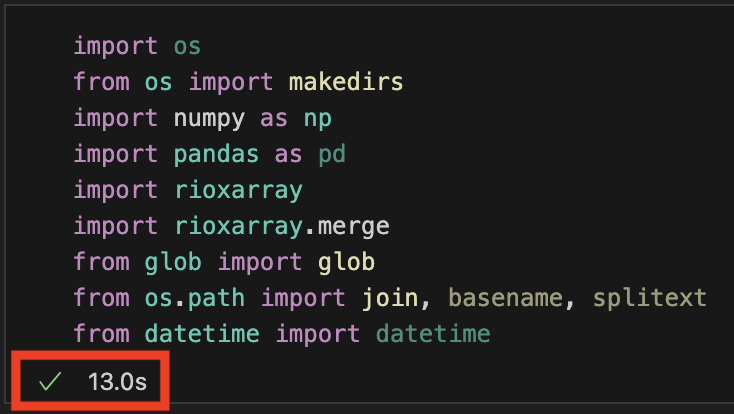 import os
from os import makedirs
import numpy as np
import pandas as pd
import rioxarray
import rioxarray.merge
from glob import glob
from os.path import join, basename, splitext
from datetime import datetime
13.0s